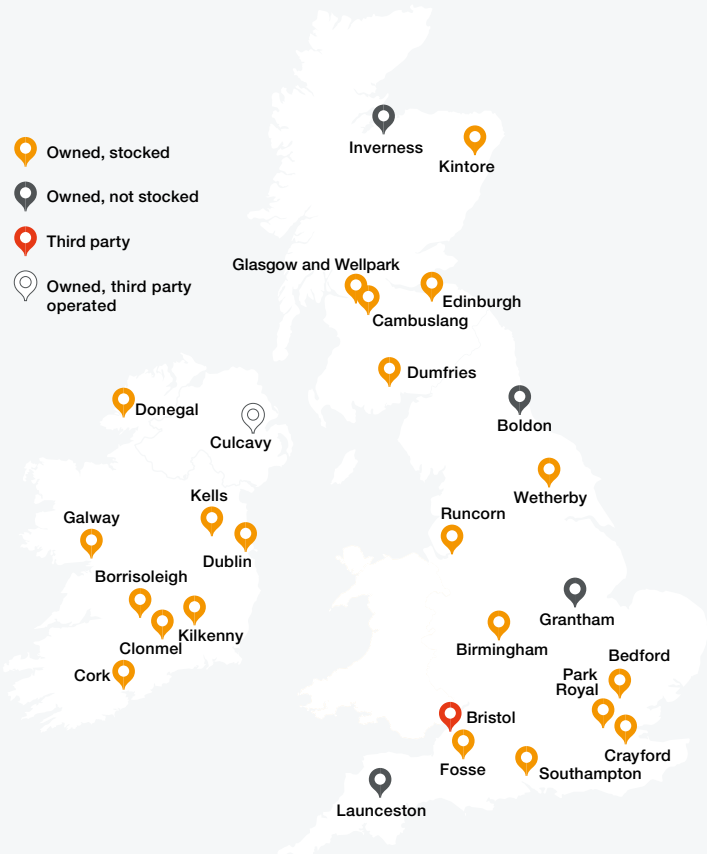 Owned, stocked
Owned, not stocked
Third party
Owned, third party
operated
Inverness
Kintore
Glasgow and Wellpark
Edinburgh
Cambuslang
Dumfries
Donegal
Culcavy
Boldon
Wetherby
Kells
Runcorn
Galway
Dublin
Borrisoleigh
Grantham
Kilkenny
Clonmel
Birmingham
Bedford
Cork
Park
Royal
Bristol
Crayford
Fosse
Southampton
Launceston